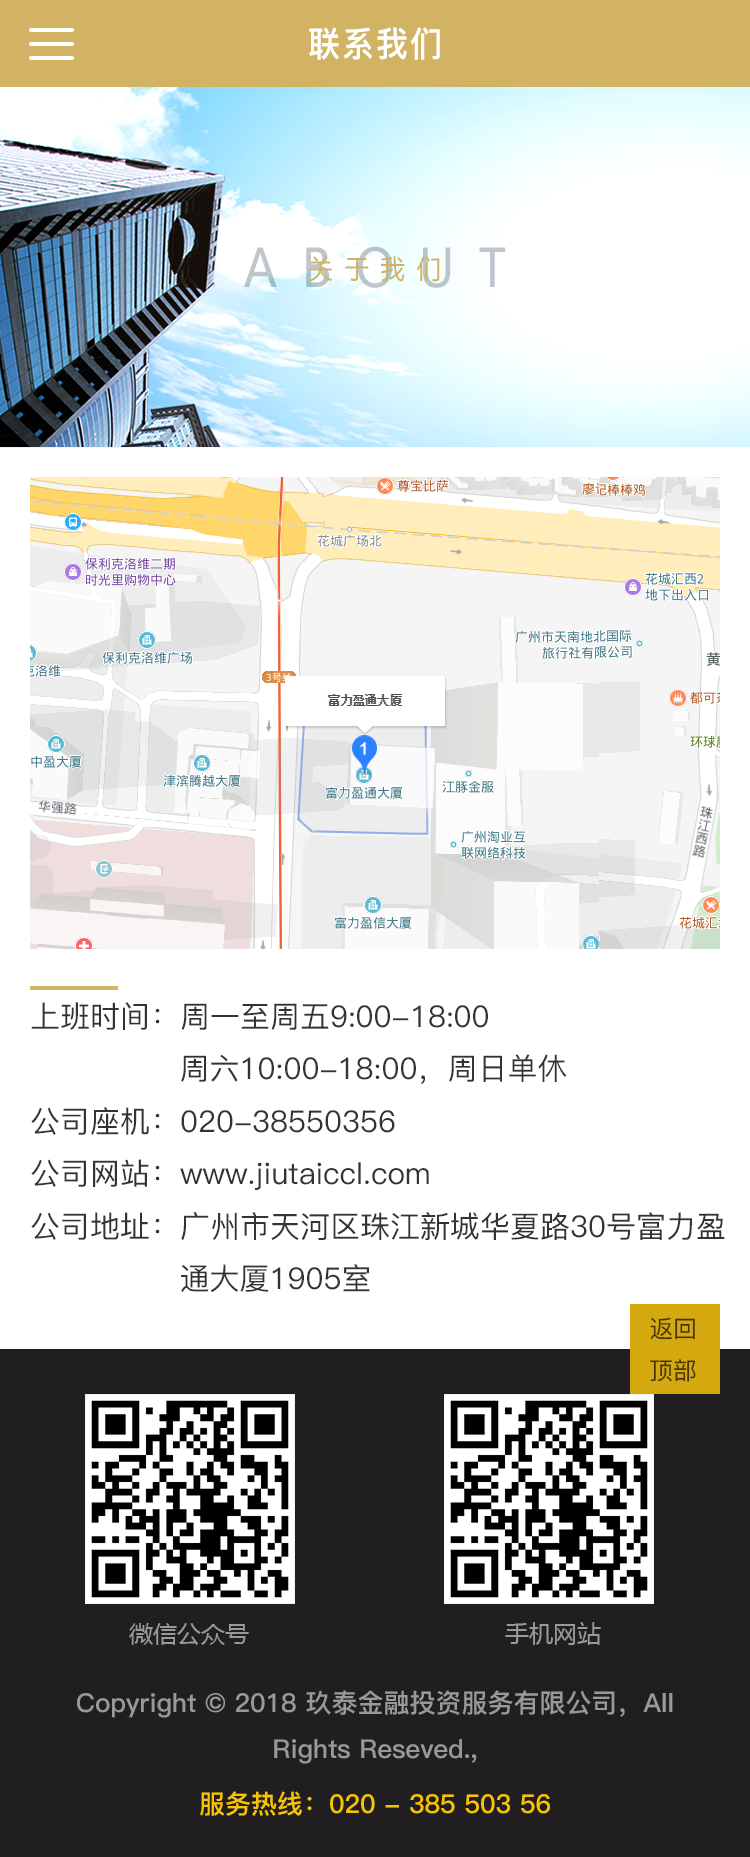 联系我们
ABOUT
关于我们
尊宝比萨
廖记棒棒鸡
花城广场北
保利克洛维二期
时光里购物中心
花城汇西2
地下出入口
广州市天南地北国际
旅行社有限公司
保利克洛维广场
克洛维
黄
3号线
都可茶
富力盈通大厦
1
环球
中盈大厦
津滨腾越大厦
富力盈通大厦
江豚金服
华强路
珠江西路
广州淘业互
联网络科技
富力盈信大厦
花城汇
上班时间：周一至周五9:00-18:00
周六10:00-18:00，周日单休
公司座机：020-38550356
公司网站：www.jiutaiccl.com
公司地址：广州市天河区珠江新城华夏路30号富力盈
通大厦1905室
返回
顶部
微信公众号
手机网站
Copyright © 2018 玖泰金融投资服务有限公司，All
Rights Reseved.,
服务热线：020 - 385 503 56